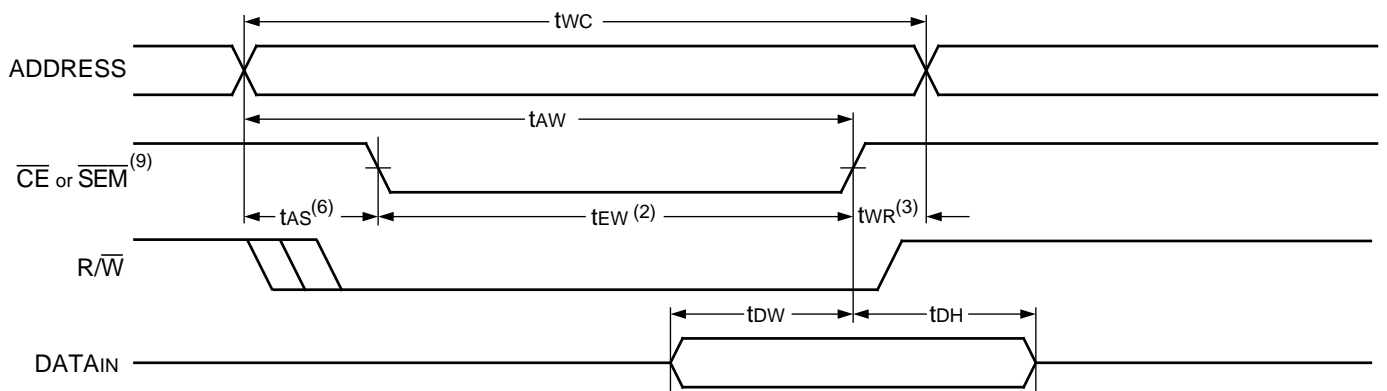 tWC
ADDRESS
tAW
CE or SEM(9)
tAS(6) tEW (2) tWR(3)
R/W
tDW tDH
DATAIN